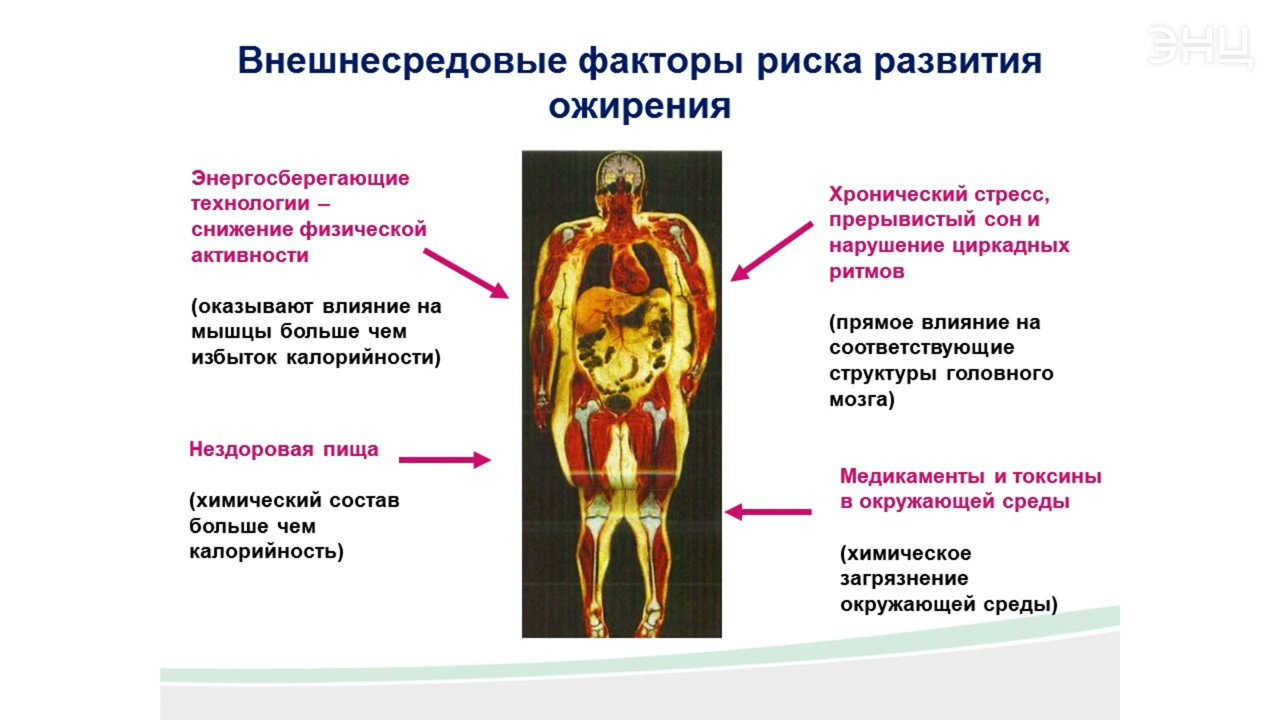 ЭНЦ
Внешнесредовые факторы риска развития
ожирения
Энергосберегающие
технологии –
снижение физической
активности
(оказывают влияние на
мышцы больше чем
избыток калорийности)
Нездоровая пища
(химический состав
больше чем
калорийность)
Хронический стресс,
прерывистый сон и
нарушение циркадных
ритмов
(прямое влияние на
соответствующие
структуры головного
мозга)
Медикаменты и токсины
в окружающей среды
(химическое
загрязнение
окружающей среды)